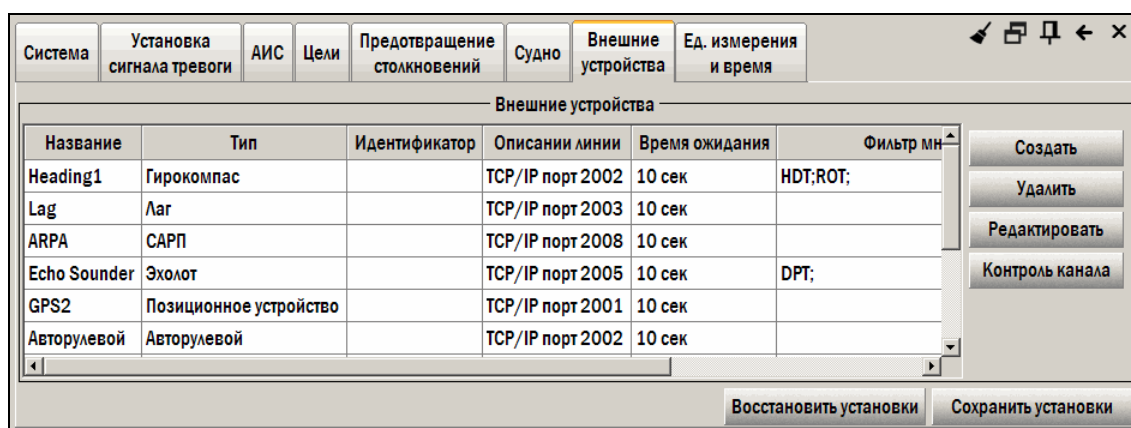 Система
Установка
сигнала тревоги
АИС
Цели
Предотвращение
столкновений
Судно
Внешние
устройства
Ед. измерения
и время
Внешние устройства
Название Тип Идентификатор Описании линии Время ожидания Фильтр мн
Heading1 Гирокомпас TCP/IP порт 2002 10 сек HDT;ROT;
Lag Лаг TCP/IP порт 2003 10 сек
ARPA САРП TCP/IP порт 2008 10 сек
Echo Sounder Эхолот TCP/IP порт 2005 10 сек DPT;
GPS2 Позиционное устройство TCP/IP порт 2001 10 сек
Авторулевой Авторулевой TCP/IP порт 2002 10 сек
Создать
Удалить
Редактировать
Контроль канала
Восстановить установки Сохранить установки